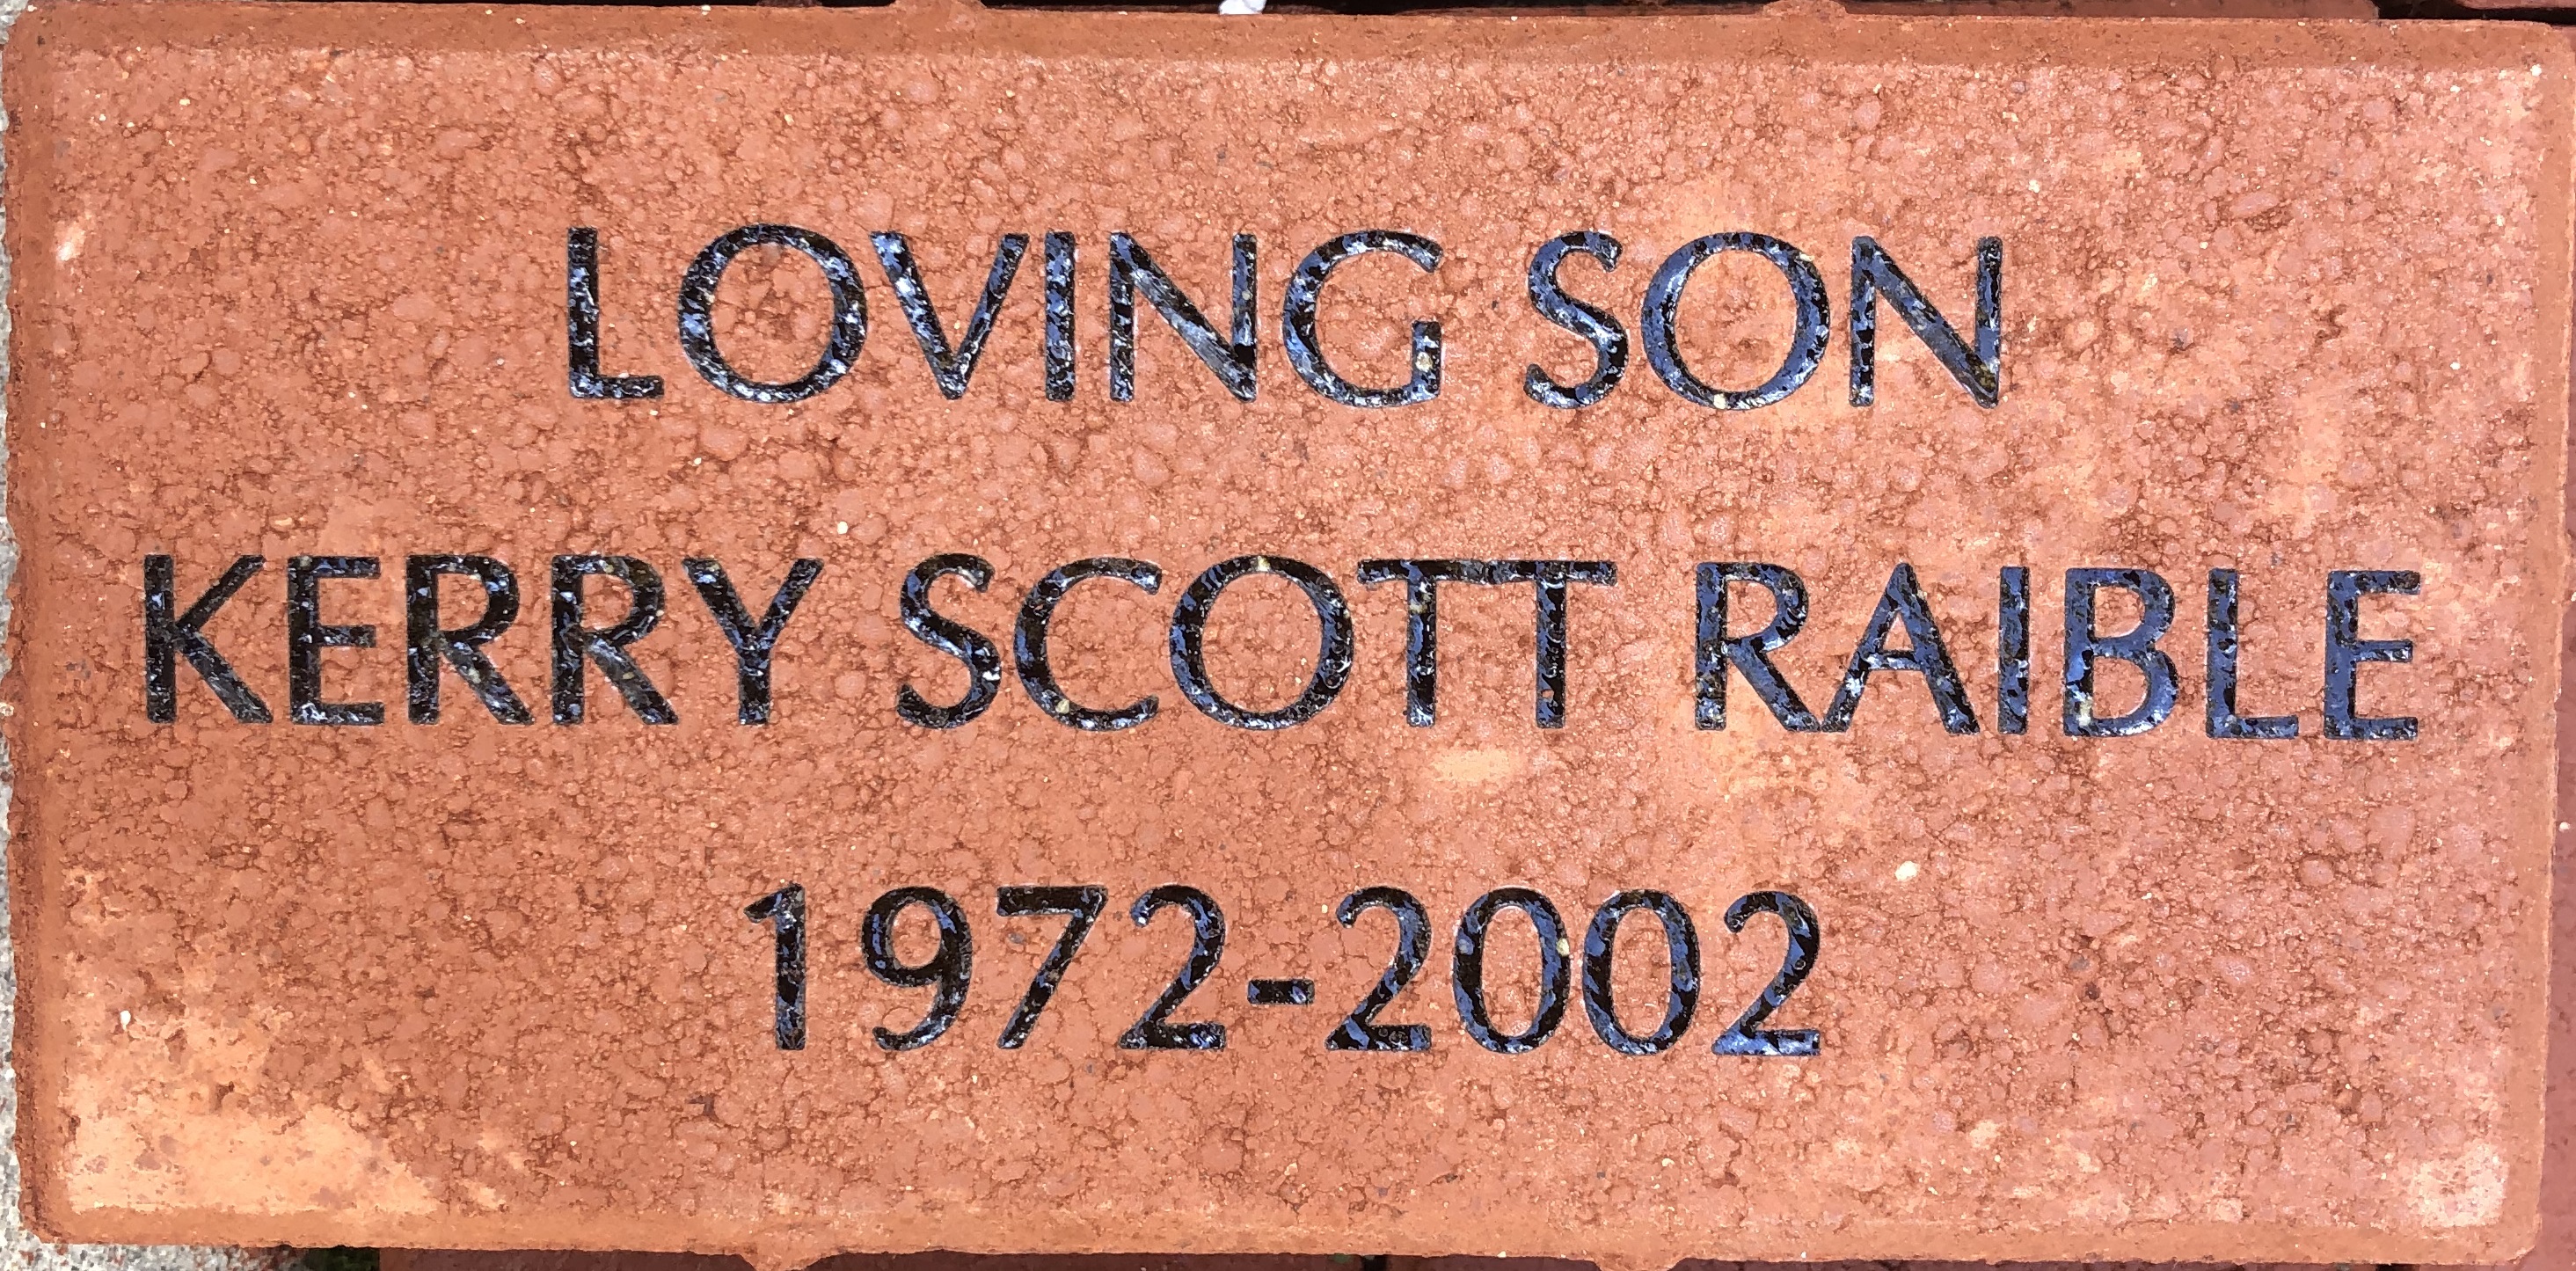 LOVING SON
KERRY SCOTT RAIBLE
1972-2002